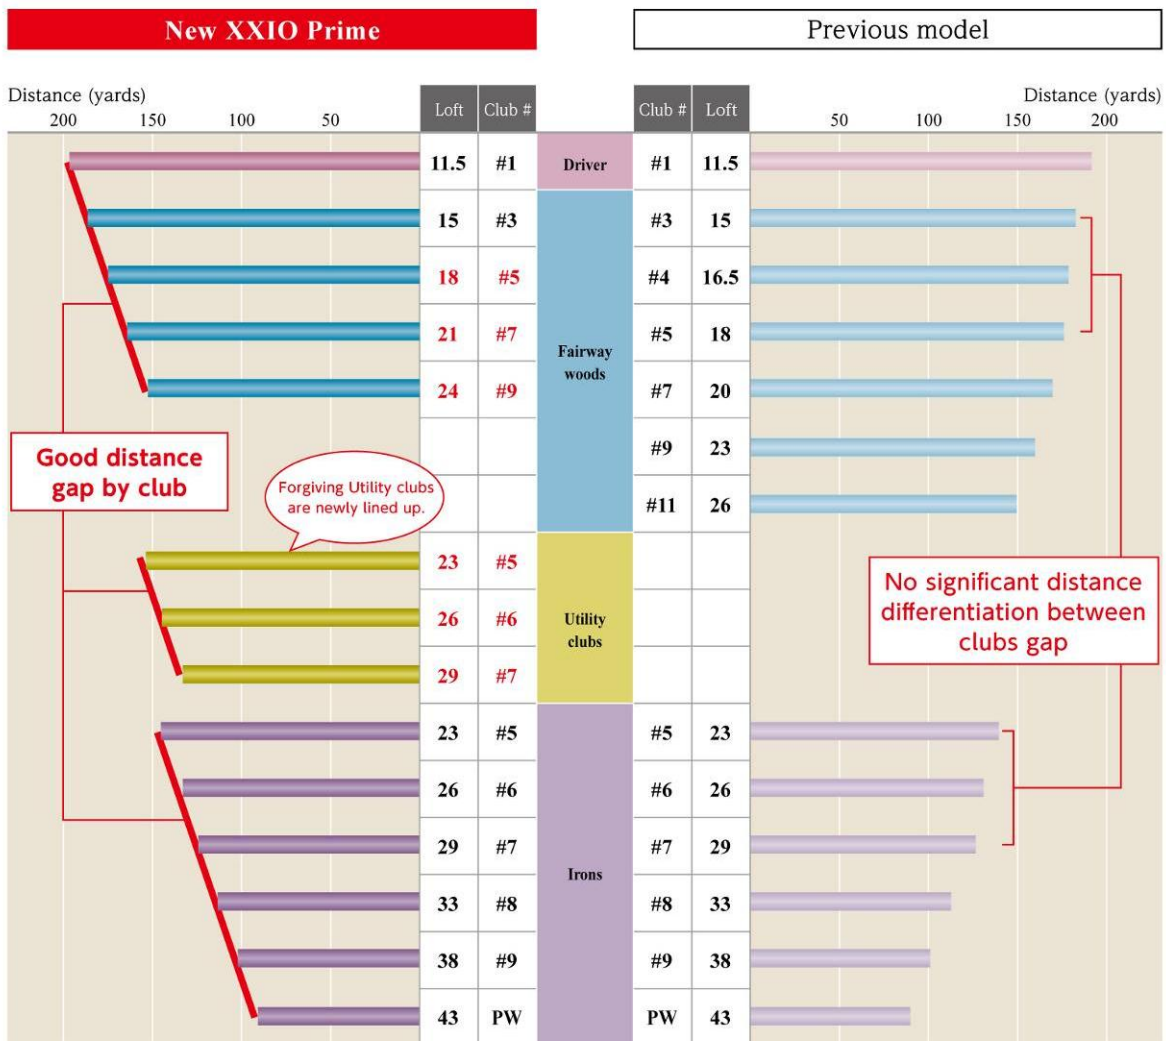 New XXIO Prime
Previous model
Distance (yards)
Distance (yards)
200 150 100 50
Loft Club #
Club # Loft
50 100 150 200
11.5 #1 Driver #1 11.5
15 #3 #3 15
18 #5 #4 16.5
21 #7 #5 18
Fairway
woods
24 #9 #7 20
#9 23
#11 26
Good distance
gap by club
Forgiving Utility clubs
are newly lined up.
23 #5
26 #6
Utility
clubs
29 #7
No significant distance
differentiation between
clubs gap
23 #5 #5 23
26 #6 #6 26
29 #7 #7 29
Irons
33 #8 #8 33
38 #9 #9 38
43 PW PW 43